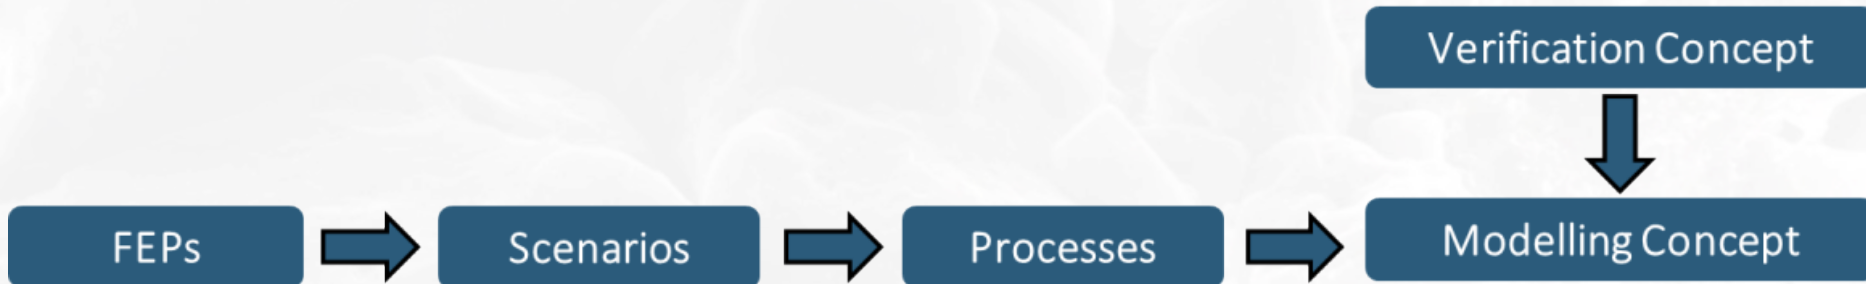 Verification Concept
FEPs
Scenarios
Processes
Modelling Concept